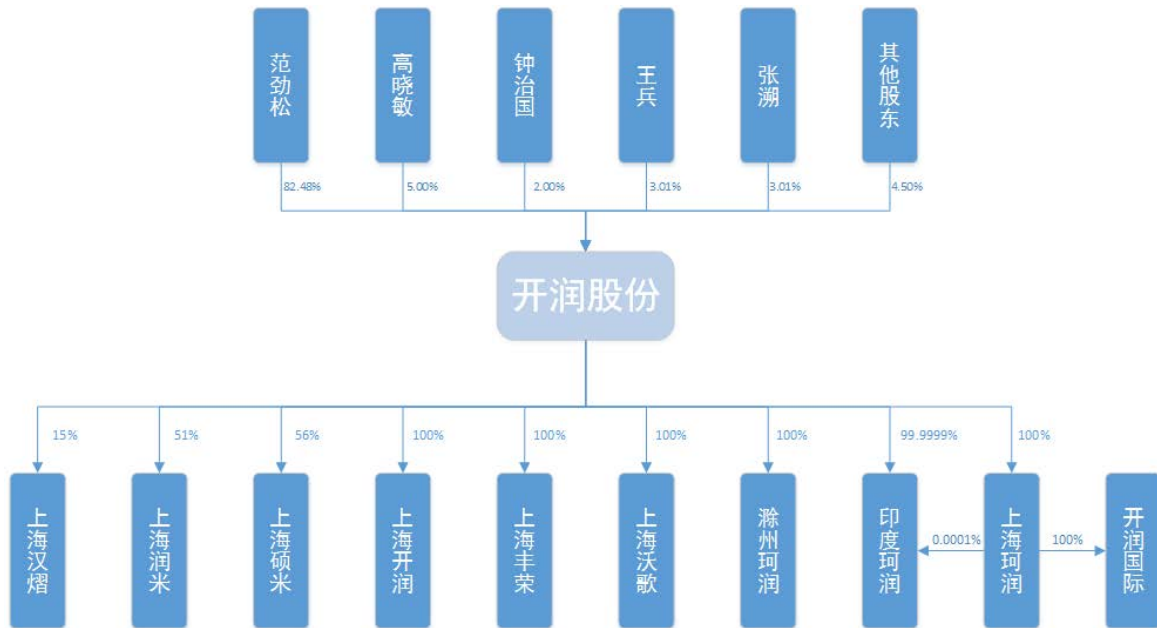 范劲松
高晓敏
钟治国
王兵
张溯
其他股东
82.48%
5.00%
2.00%
3.01%
3.01%
4.50%
开润股份
15%
51%
56%
100%
100%
100%
100%
99.9999%
100%
上海汉熠
上海润米
上海硕米
上海开润
上海丰荣
上海沃歌
滁州珂润
印度珂润
0.0001%
上海珂润
100%
开润国际